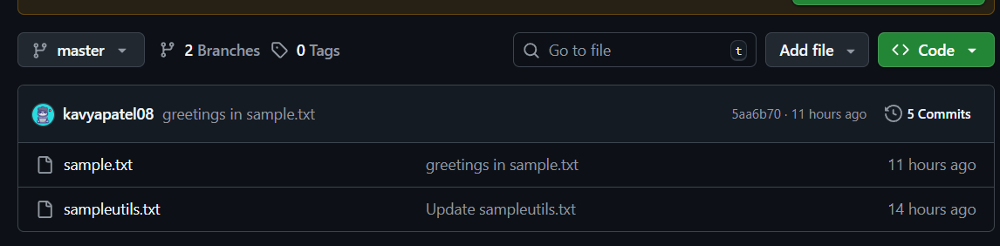 master 2 Branches 0 Tags Go to file t Add file Code
kavyapatel08 greetings in sample.txt 5aa6b70 · 11 hours ago 5 Commits
sample.txt greetings in sample.txt 11 hours ago
sampleutils.txt Update sampleutils.txt 14 hours ago